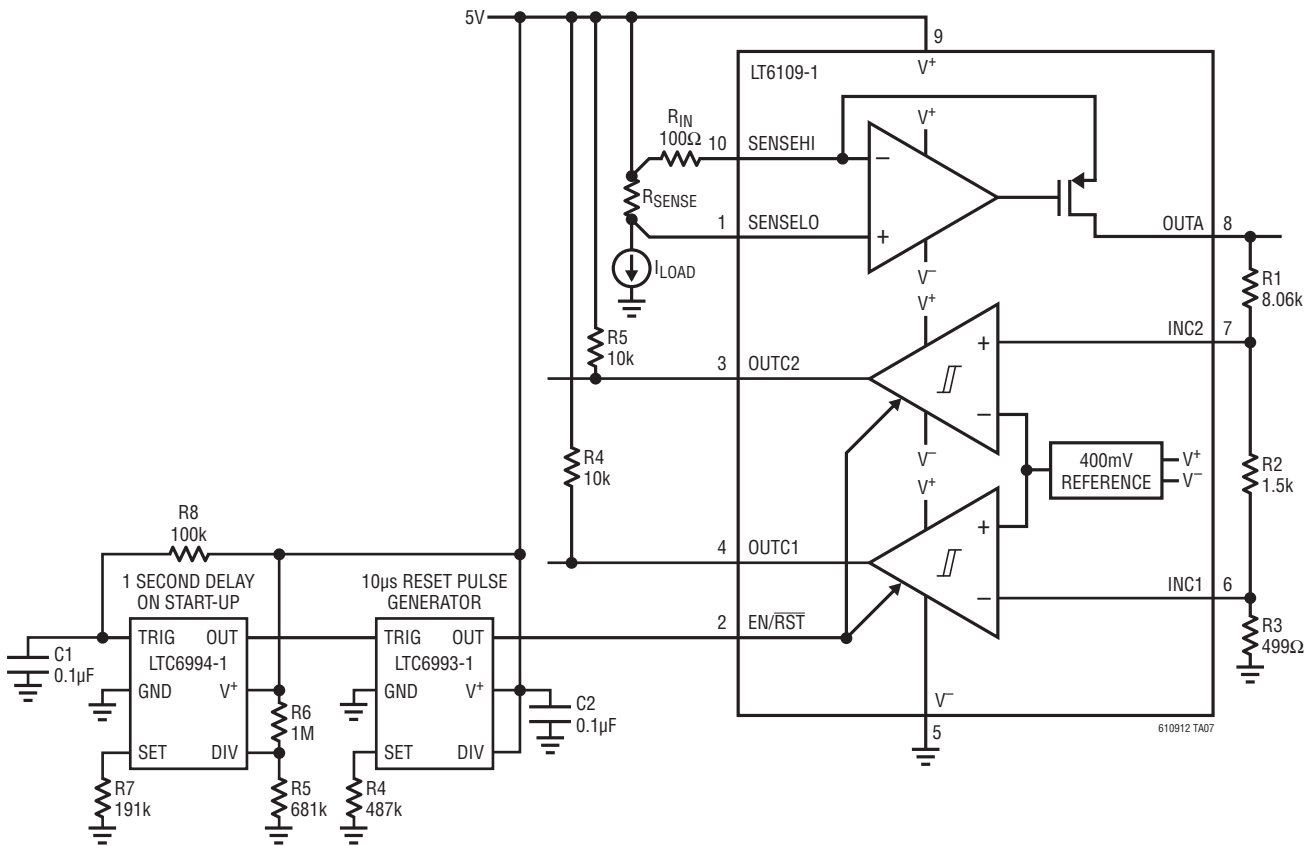 5V
9
V+
LT6109-1
RIN
100Ω
10
SENSEHI
V+
−
RSENSE
1
SENSELO
+
OUTA
8
V−
ILOAD
R1
8.06k
V+
R5
10k
INC2
7
+
3
OUTC2
−
V−
400mV
REFERENCE
V+
V−
R4
10k
R2
1.5k
V+
+
R8
100k
4
OUTC1
1 SECOND DELAY
ON START-UP
10µs RESET PULSE
GENERATOR
−
INC1
6
2
EN/RST
TRIG
OUT
TRIG
OUT
R3
499Ω
C1
0.1µF
LTC6994-1
LTC6993-1
GND
V+
GND
V+
R6
1M
C2
0.1µF
V−
SET
DIV
SET
DIV
5
610912 TA07
R7
191k
R5
681k
R4
487k